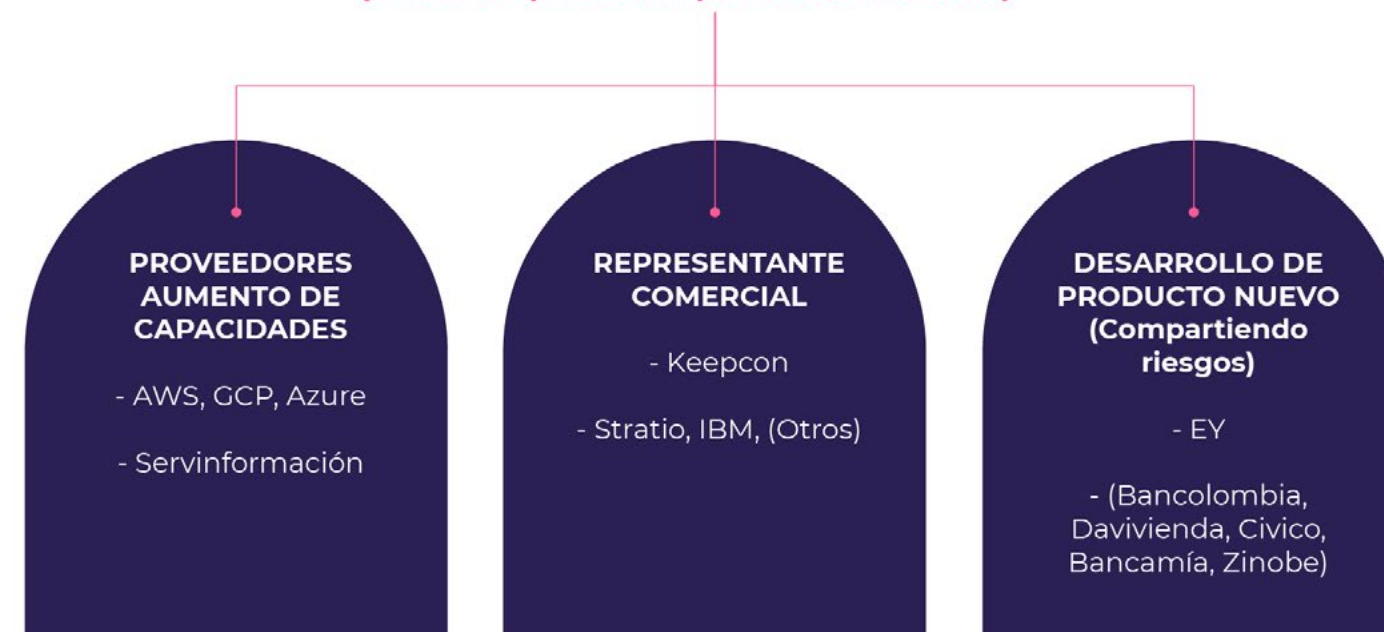 PROVEEDORES
AUMENTO DE
CAPACIDADES
- AWS, GCP, Azure
- Servinformación
REPRESENTANTE
COMERCIAL
- Keepcon
- Stratio, IBM, (Otros)
DESARROLLO DE
PRODUCTO NUEVO
(Compartiendo
riesgos)
- EY
- (Bancolombia,
Davivienda, Civico,
Bancamía, Zinobe)